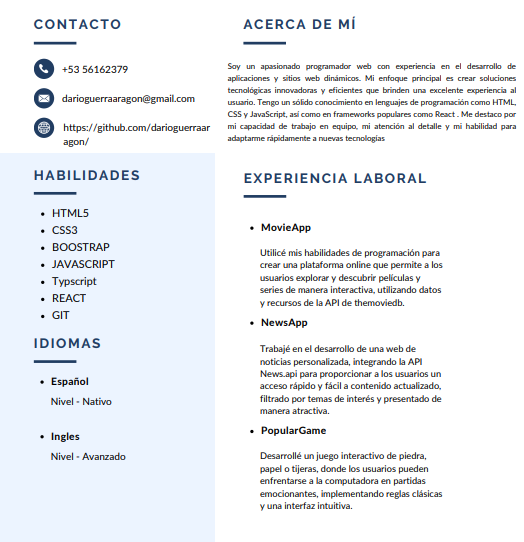 CONTACTO
+53 56162379
darioguerraaragon@gmail.com
https://github.com/darioguerraar
agon/
HABILIDADES
• HTML5
• CSS3
• BOOSTRAP
• JAVASCRIPT
• Typscript
• REACT
• GIT
IDIOMAS
• Español
Nivel - Nativo
• Ingles
Nivel - Avanzado
ACERCA DE MÍ
Soy un apasionado programador web con experiencia en el desarrollo de
aplicaciones y sitios web dinámicos. Mi enfoque principal es crear soluciones
tecnológicas innovadoras y eficientes que brinden una excelente experiencia al
usuario. Tengo un sólido conocimiento en lenguajes de programación como HTML,
CSS y JavaScript, así como en frameworks populares como React . Me destaco por
mi capacidad de trabajo en equipo, mi atención al detalle y mi habilidad para
adaptarme rápidamente a nuevas tecnologías
EXPERIENCIA LABORAL
• MovieApp
Utilicé mis habilidades de programación para
crear una plataforma online que permite a los
usuarios explorar y descubrir películas y
series de manera interactiva, utilizando datos
y recursos de la API de themoviedb.
• NewsApp
Trabajé en el desarrollo de una web de
noticias personalizada, integrando la API
News.api para proporcionar a los usuarios un
acceso rápido y fácil a contenido actualizado,
filtrado por temas de interés y presentado de
manera atractiva.
• PopularGame
Desarrollé un juego interactivo de piedra,
papel o tijeras, donde los usuarios pueden
enfrentarse a la computadora en partidas
emocionantes, implementando reglas clásicas
y una interfaz intuitiva.